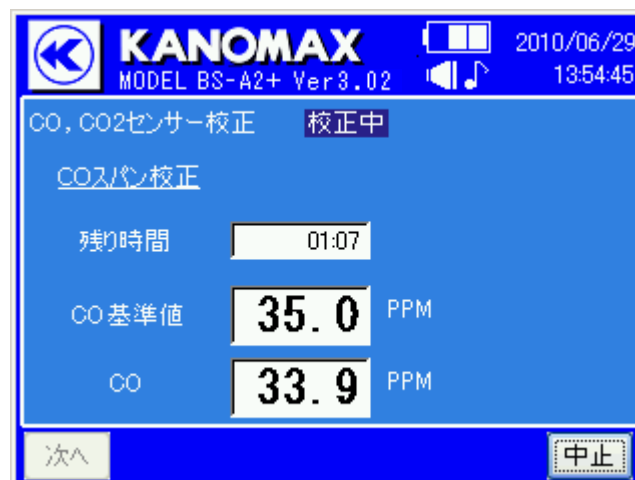 KANOMAX
MODEL BS-A2+ Ver3.02
2010/06/29
13:54:45
CO, CO2センサー校正 校正中
COスパン校正
残り時間 01:07
CO基準値 35.0 PPM
CO 33.9 PPM
次へ 中止